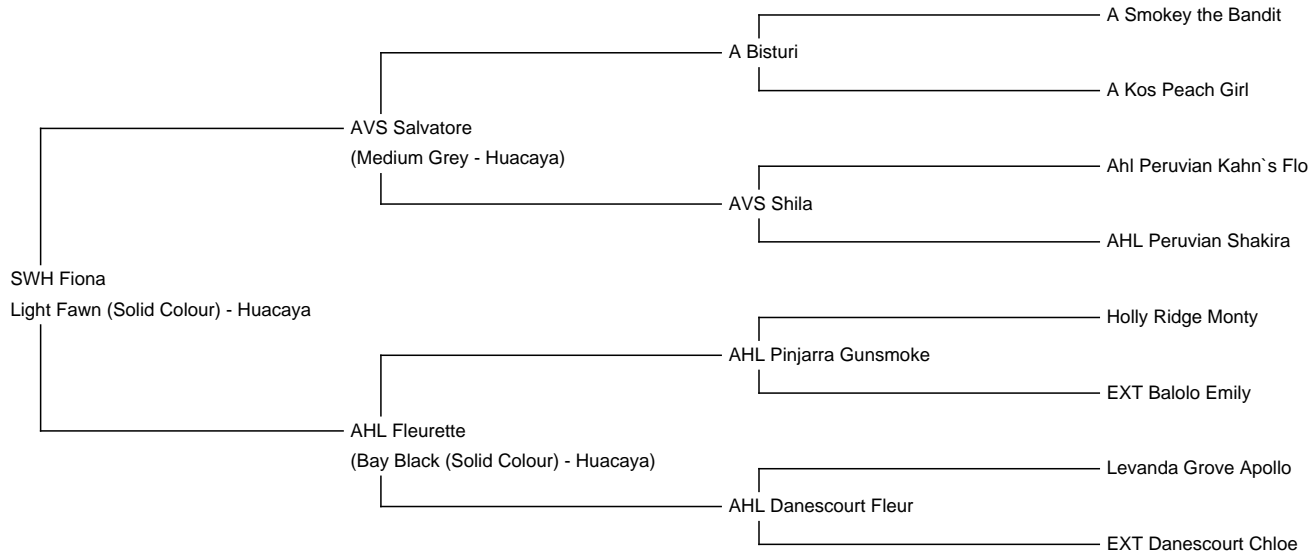 A Smokey the Bandit
A Bisturi
A Kos Peach Girl
AVS Salvatore
(Medium Grey - Huacaya)
Ahl Peruvian Kahn`s Flo
AVS Shila
AHL Peruvian Shakira
SWH Fiona
Light Fawn (Solid Colour) - Huacaya
Holly Ridge Monty
AHL Pinjarra Gunsmoke
EXT Balolo Emily
AHL Fleurette
(Bay Black (Solid Colour) - Huacaya)
Levanda Grove Apollo
AHL Danescourt Fleur
EXT Danescourt Chloe